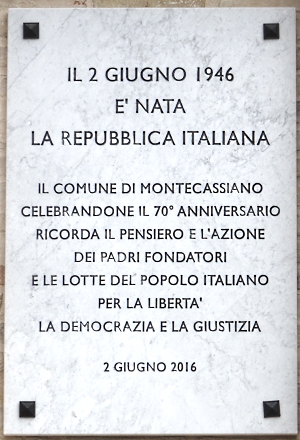 IL 2 GIUGNO 1946
E' NATA
LA REPUBBLICA ITALIANA
IL COMUNE DI MONTECASSIANO
CELEBRANDONE IL 70° ANNIVERSARIO
RICORDA IL PENSIERO E L'AZIONE
DEI PADRI FONDATORI
E LE LOTTE DEL POPOLO ITALIANO
PER LA LIBERTA'
LA DEMOCRAZIA E LA GIUSTIZIA
2 GIUGNO 2016